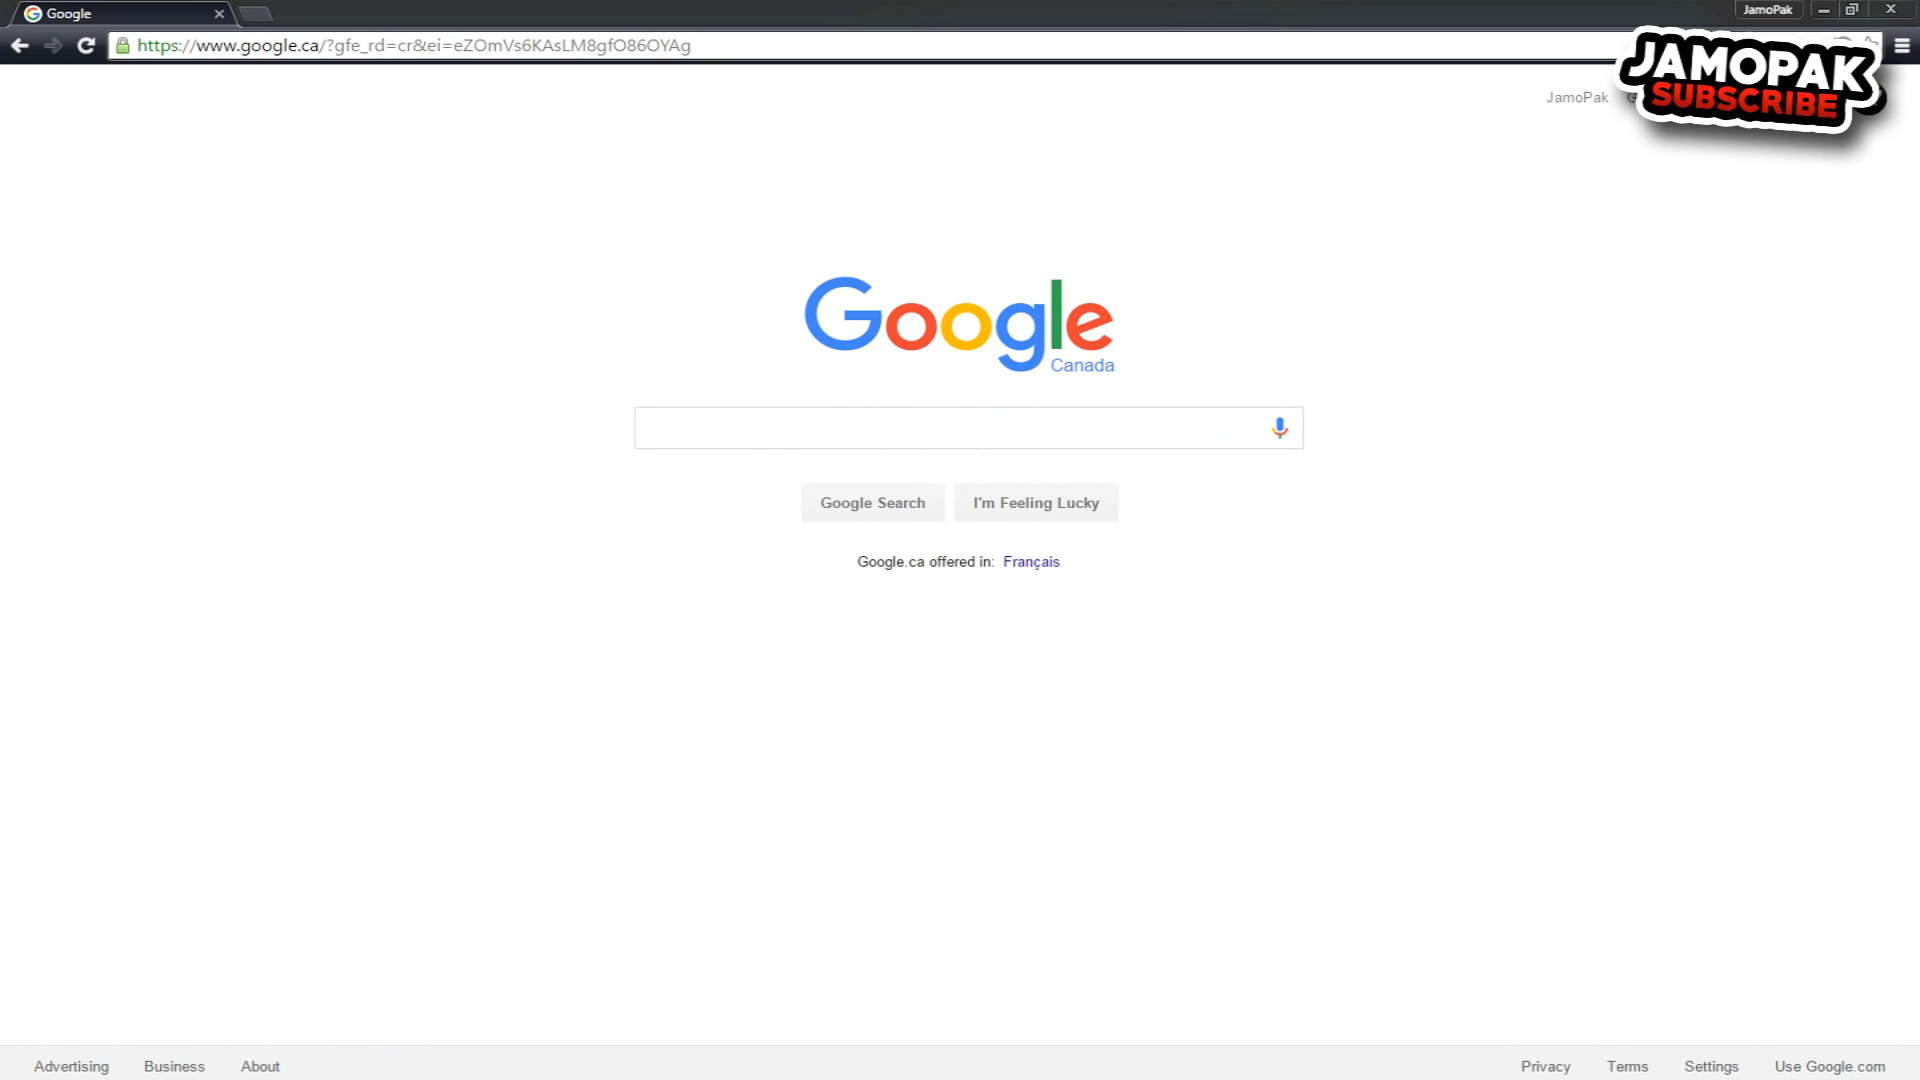 Google
JamoPak
https://www.google.ca/?gfe_rd=cr&ei=eZOmVs6KAsLM8gfO86OYAg
JAMOPAK
SUBSCRIBE
JamoPak
Google
Canada
Google Search
I'm Feeling Lucky
Google.ca offered in: Français
Advertising
Business
About
Privacy
Terms
Settings
Use Google.com